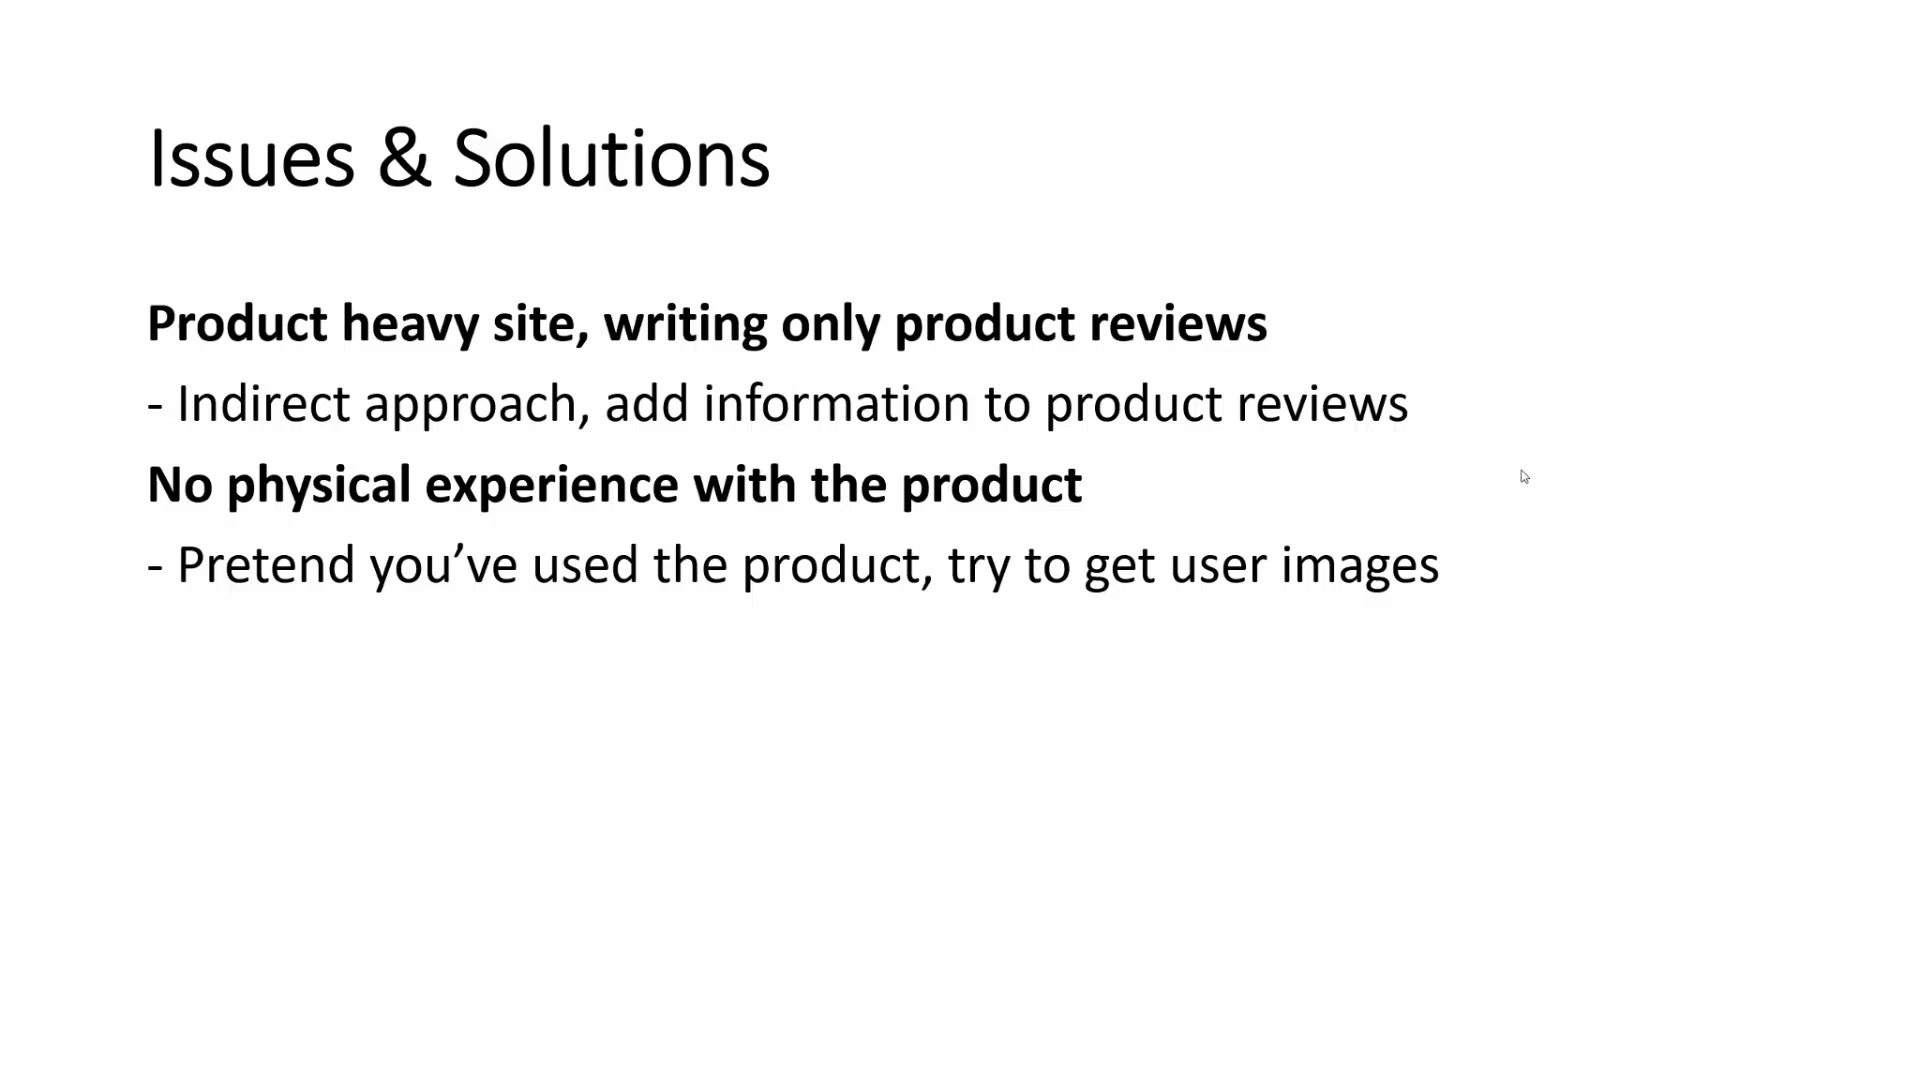 Issues & Solutions
Product heavy site, writing only product reviews
- Indirect approach, add information to product reviews
No physical experience with the product
- Pretend you’ve used the product, try to get user images